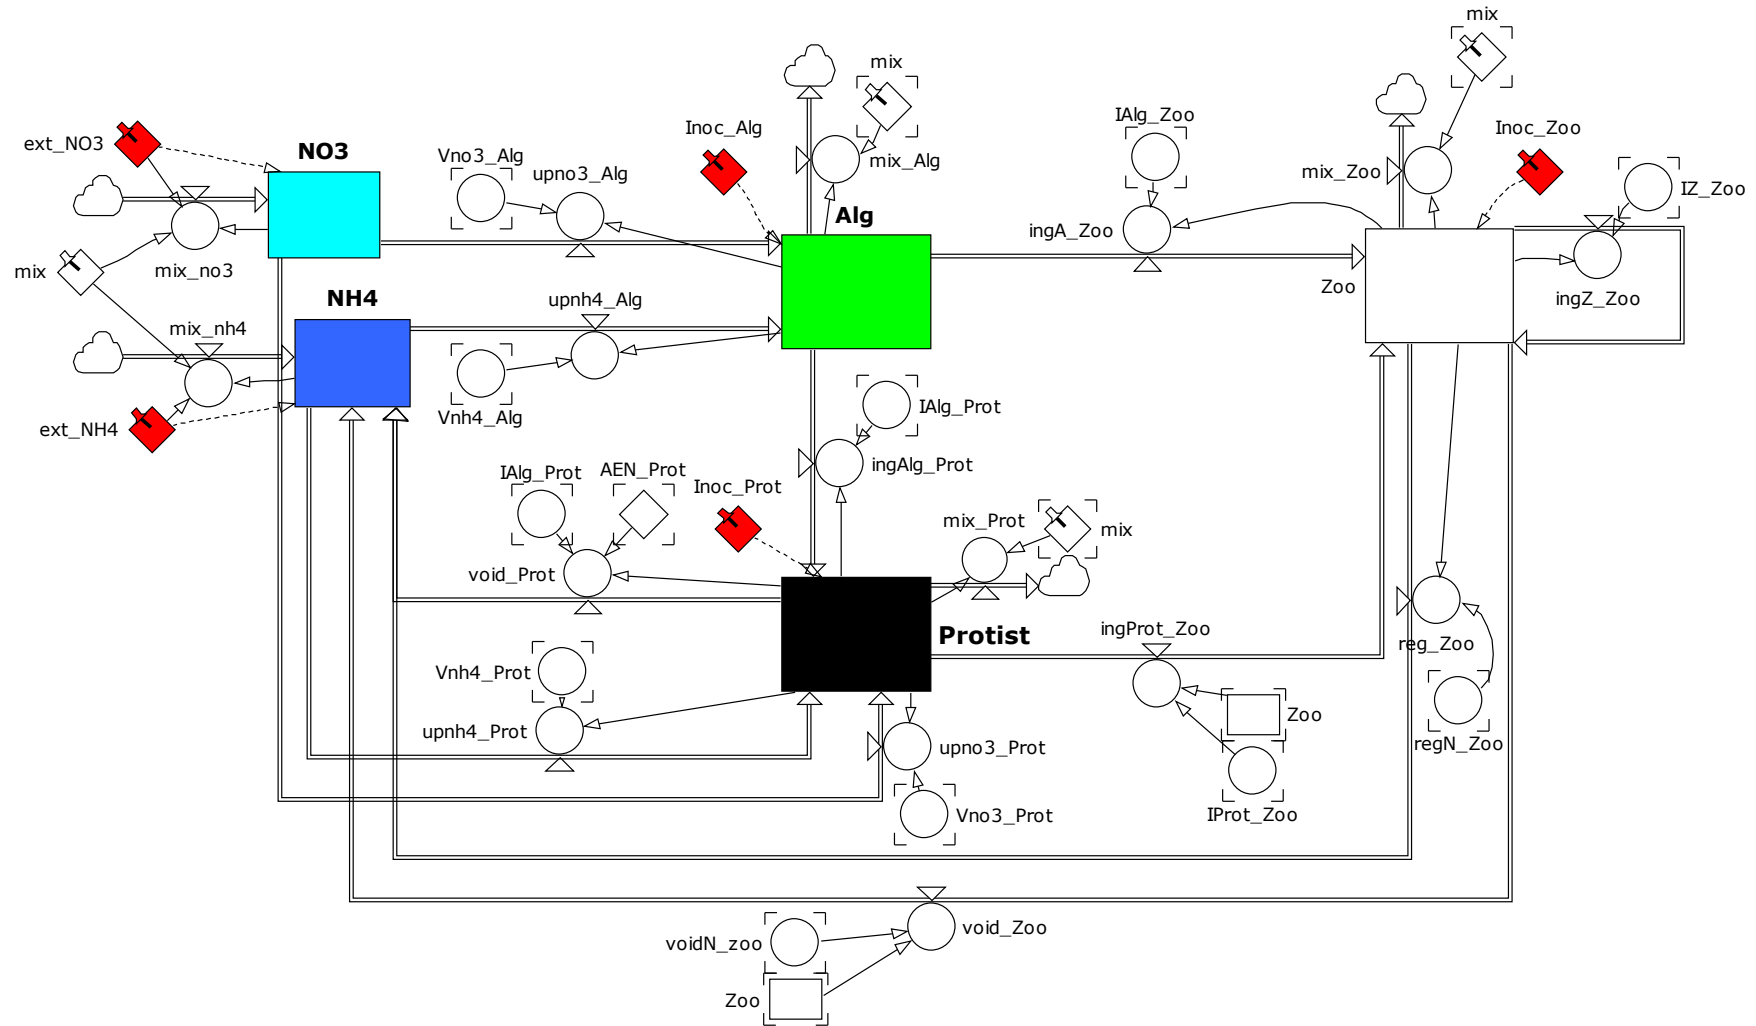 mix
mix
IAlg_Zoo
Inoc_Alg
Inoc_Zoo
ext_NO3
NO3
Vno3_Alg
mix_Alg
mix_Zoo
upno3_Alg
IZ_Zoo
Alg
ingA_Zoo
mix
mix_no3
Zoo
NH4
upnh4_Alg
ingZ_Zoo
mix_nh4
IAlg_Prot
Vnh4_Alg
ext_NH4
ingAlg_Prot
IAlg_Prot
AEN_Prot
Inoc_Prot
mix_Prot
mix
void_Prot
ingProt_Zoo
Protist
reg_Zoo
Vnh4_Prot
Zoo
upnh4_Prot
upno3_Prot
regN_Zoo
Vno3_Prot
IProt_Zoo
voidN_zoo
void_Zoo
Zoo